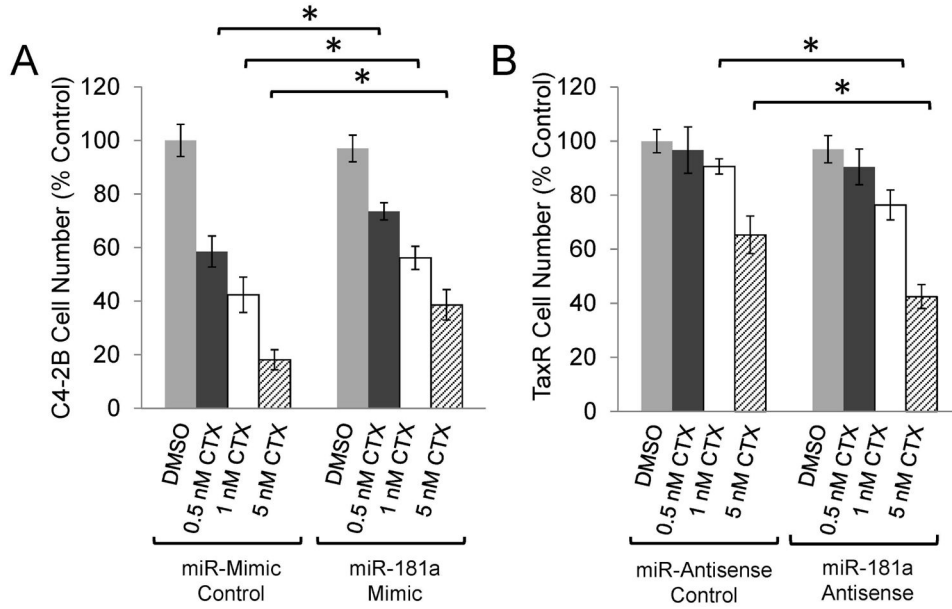 A
*
*
*
C4-2B Cell Number (% Control)
120
100
80
60
40
20
0
DMSO
0.5 nM CTX
1 nM CTX
5 nM CTX
DMSO
0.5 nM CTX
1 nM CTX
5 nM CTX
miR-Mimic
Control
miR-181a
Mimic
B
*
*
TaxR Cell Number (% Control)
120
100
80
60
40
20
0
DMSO
0.5 nM CTX
1 nM CTX
5 nM CTX
DMSO
0.5 nM CTX
1 nM CTX
5 nM CTX
miR-Antisense
Control
miR-181a
Antisense